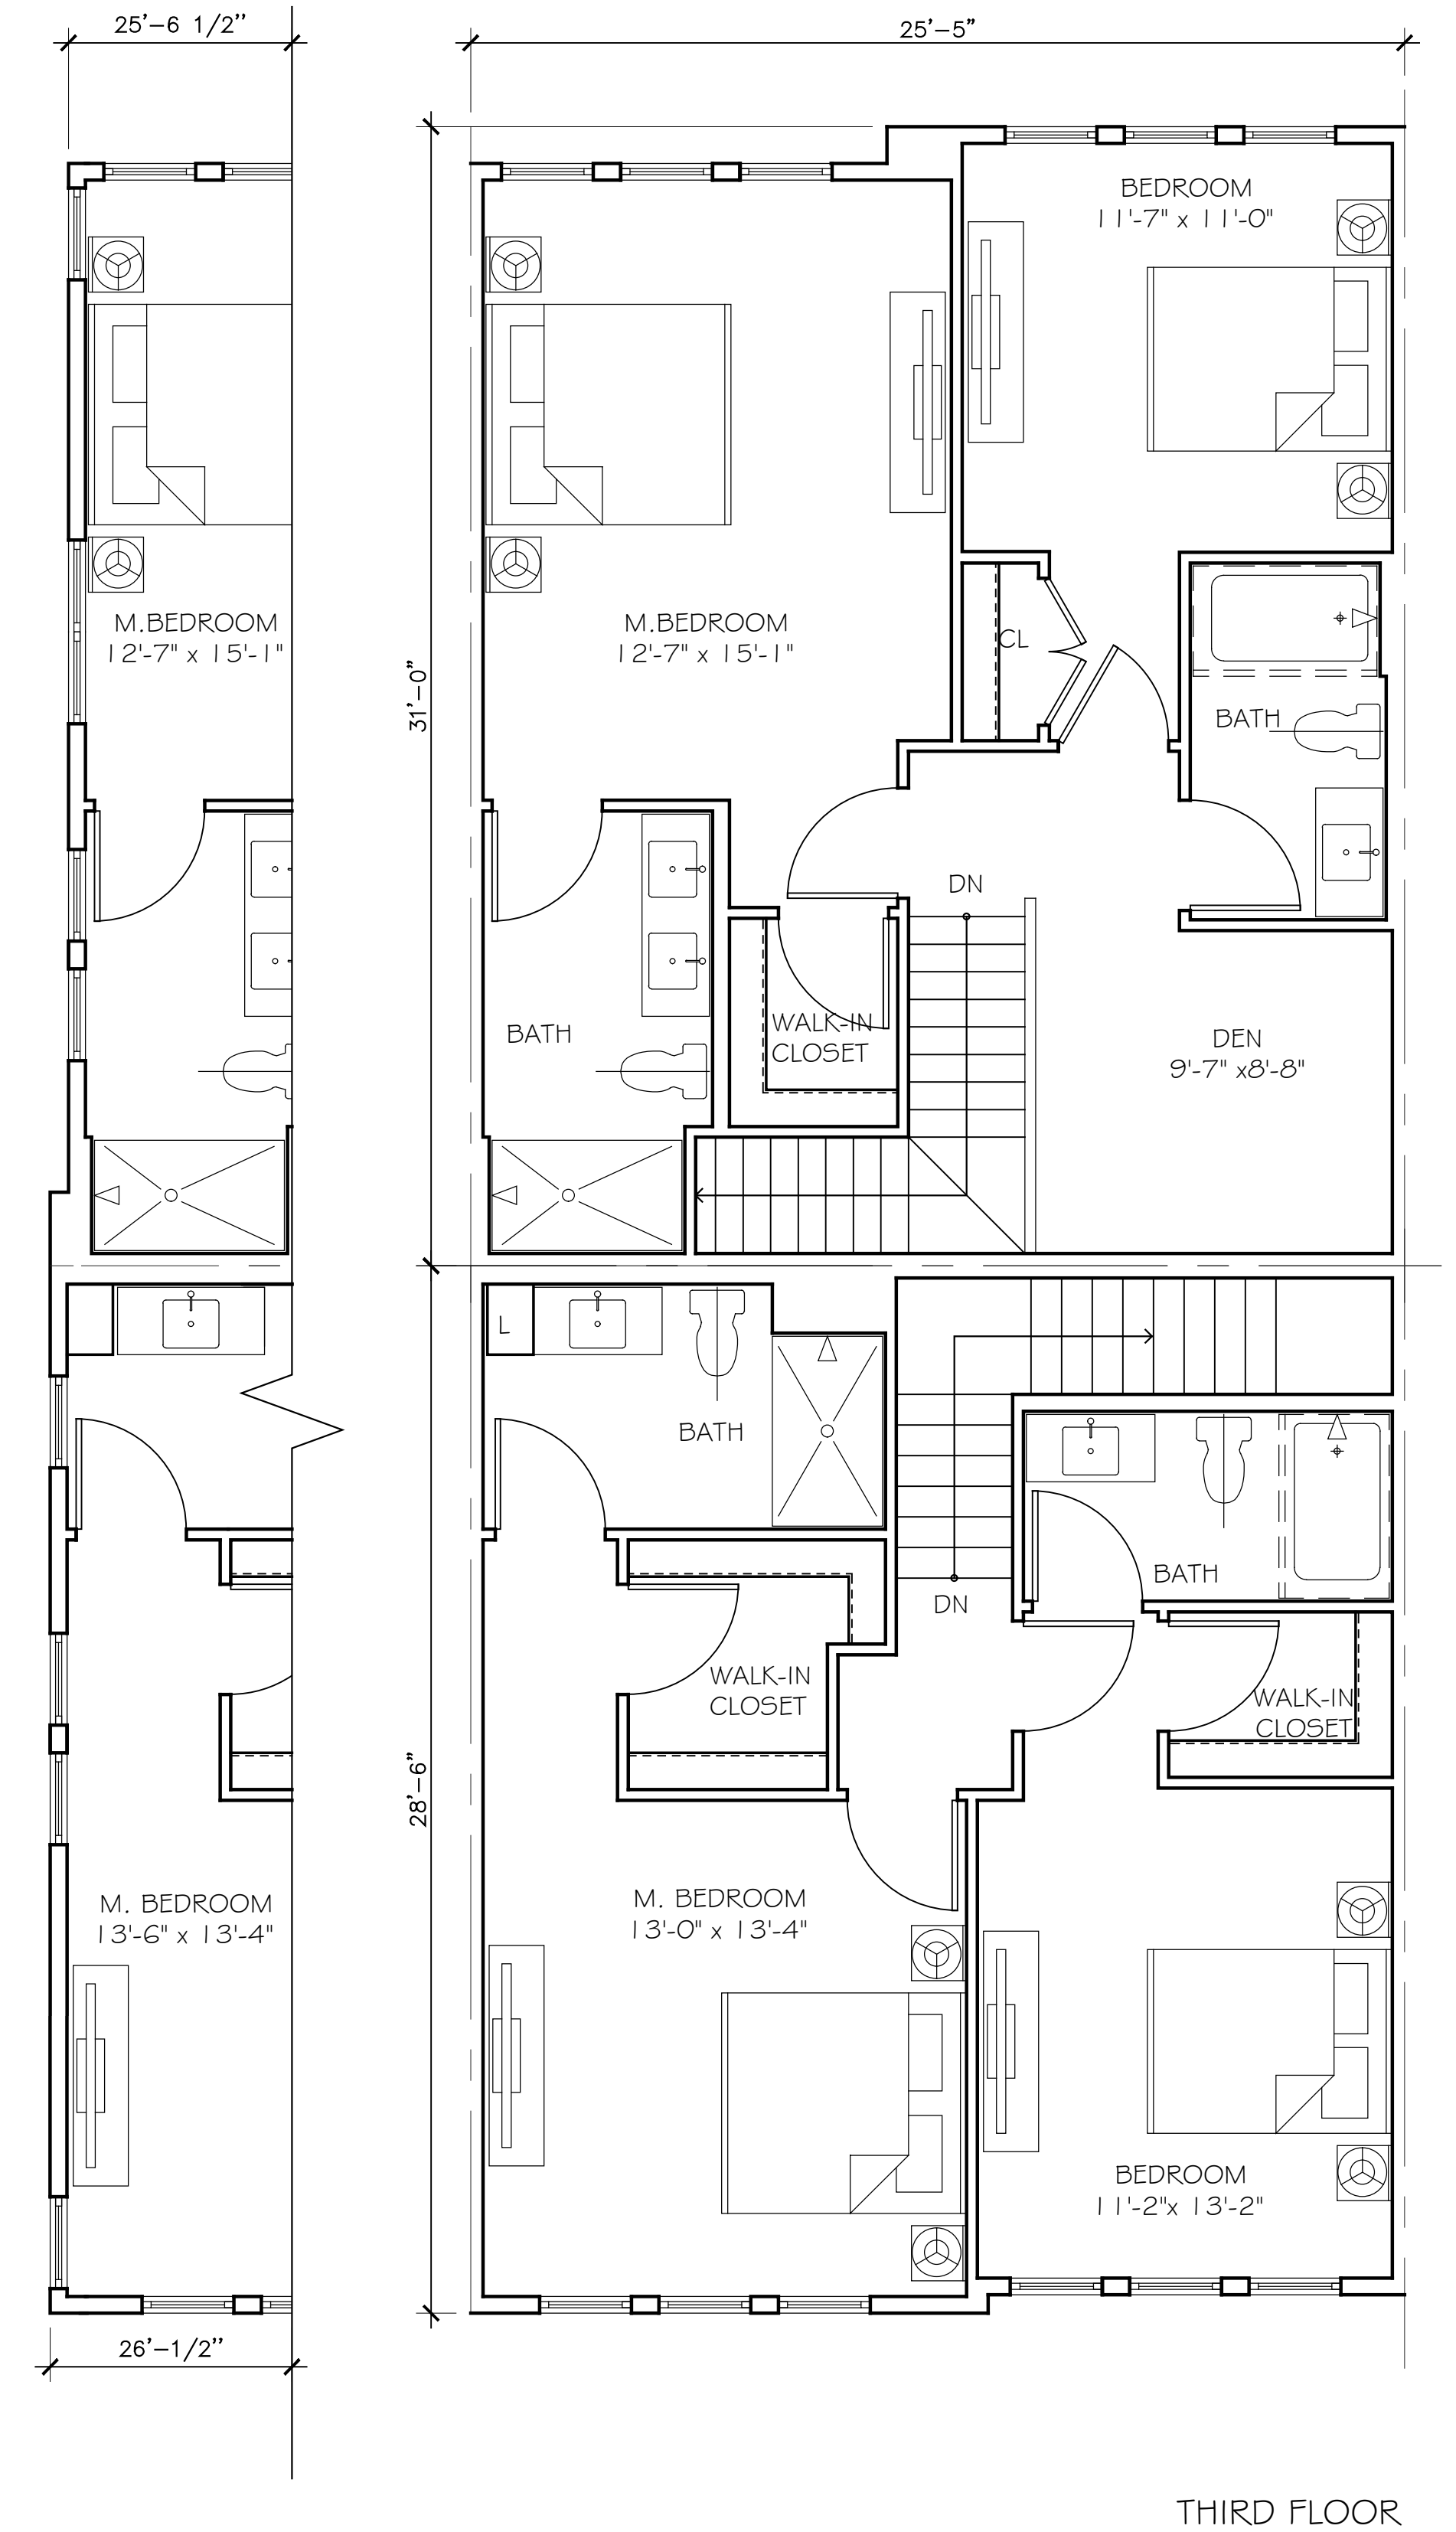 25'-6 1/2"
25'-5"
BEDROOM
11'-7" x 11'-0"
M.BEDROOM
12'-7" x 15'-1"
M.BEDROOM
12'-7" x 15'-1"
31'-0"
CL
BATH
DN
BATH
WALK-IN
CLOSET
DEN
9'-7" x8'-8"
L
BATH
BATH
DN
WALK-IN
CLOSET
WALK-IN
CLOSET
28'-6"
M. BEDROOM
13'-6" x 13'-4"
M. BEDROOM
13'-0" x 13'-4"
BEDROOM
11'-2"x 13'-2"
26'-1/2"
THIRD FLOOR